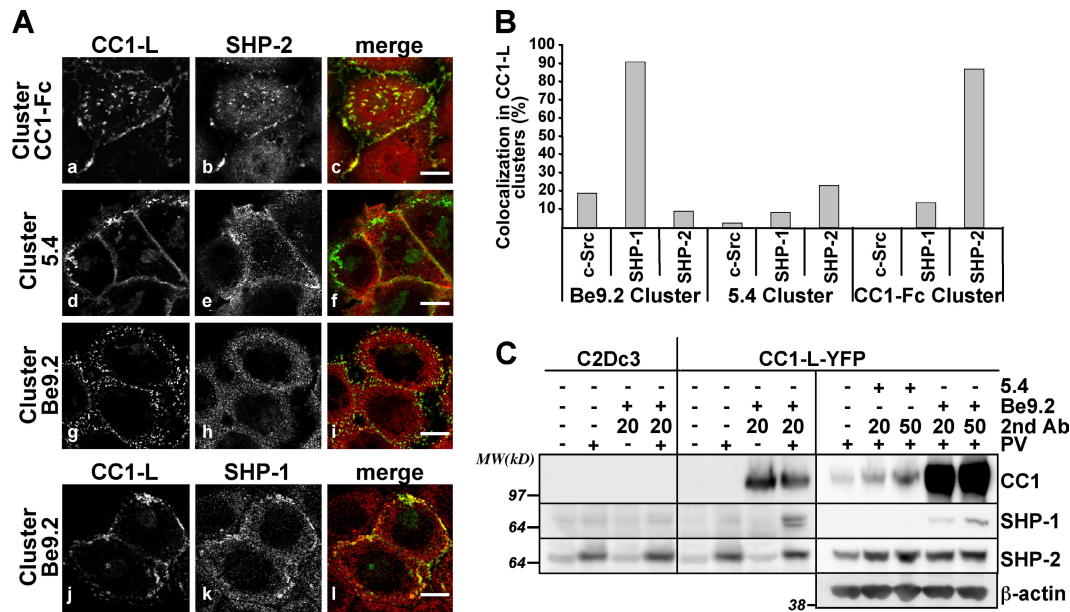 A
CC1-L SHP-2 merge
Cluster CC1-Fc
a b c
Cluster 5.4
d e f
Cluster Be9.2
g h i
CC1-L SHP-1 merge
Cluster Be9.2
j k l
B
Colocalization in CC1-L clusters (%)
100
90
80
70
60
50
40
30
20
10
c-Src SHP-1 SHP-2 c-Src SHP-1 SHP-2 c-Src SHP-1 SHP-2
Be9.2 Cluster 5.4 Cluster CC1-Fc Cluster
C
C2Dc3 CC1-L-YFP
- - - - - - - - - + + - - 5.4
- - + + - - + + - - - + + Be9.2
- - 20 20 - - 20 20 - 20 50 20 50 2nd Ab
- + - + - + - + + + + + + PV
MW(kD)
97
CC1
64
SHP-1
64
SHP-2
38
β-actin